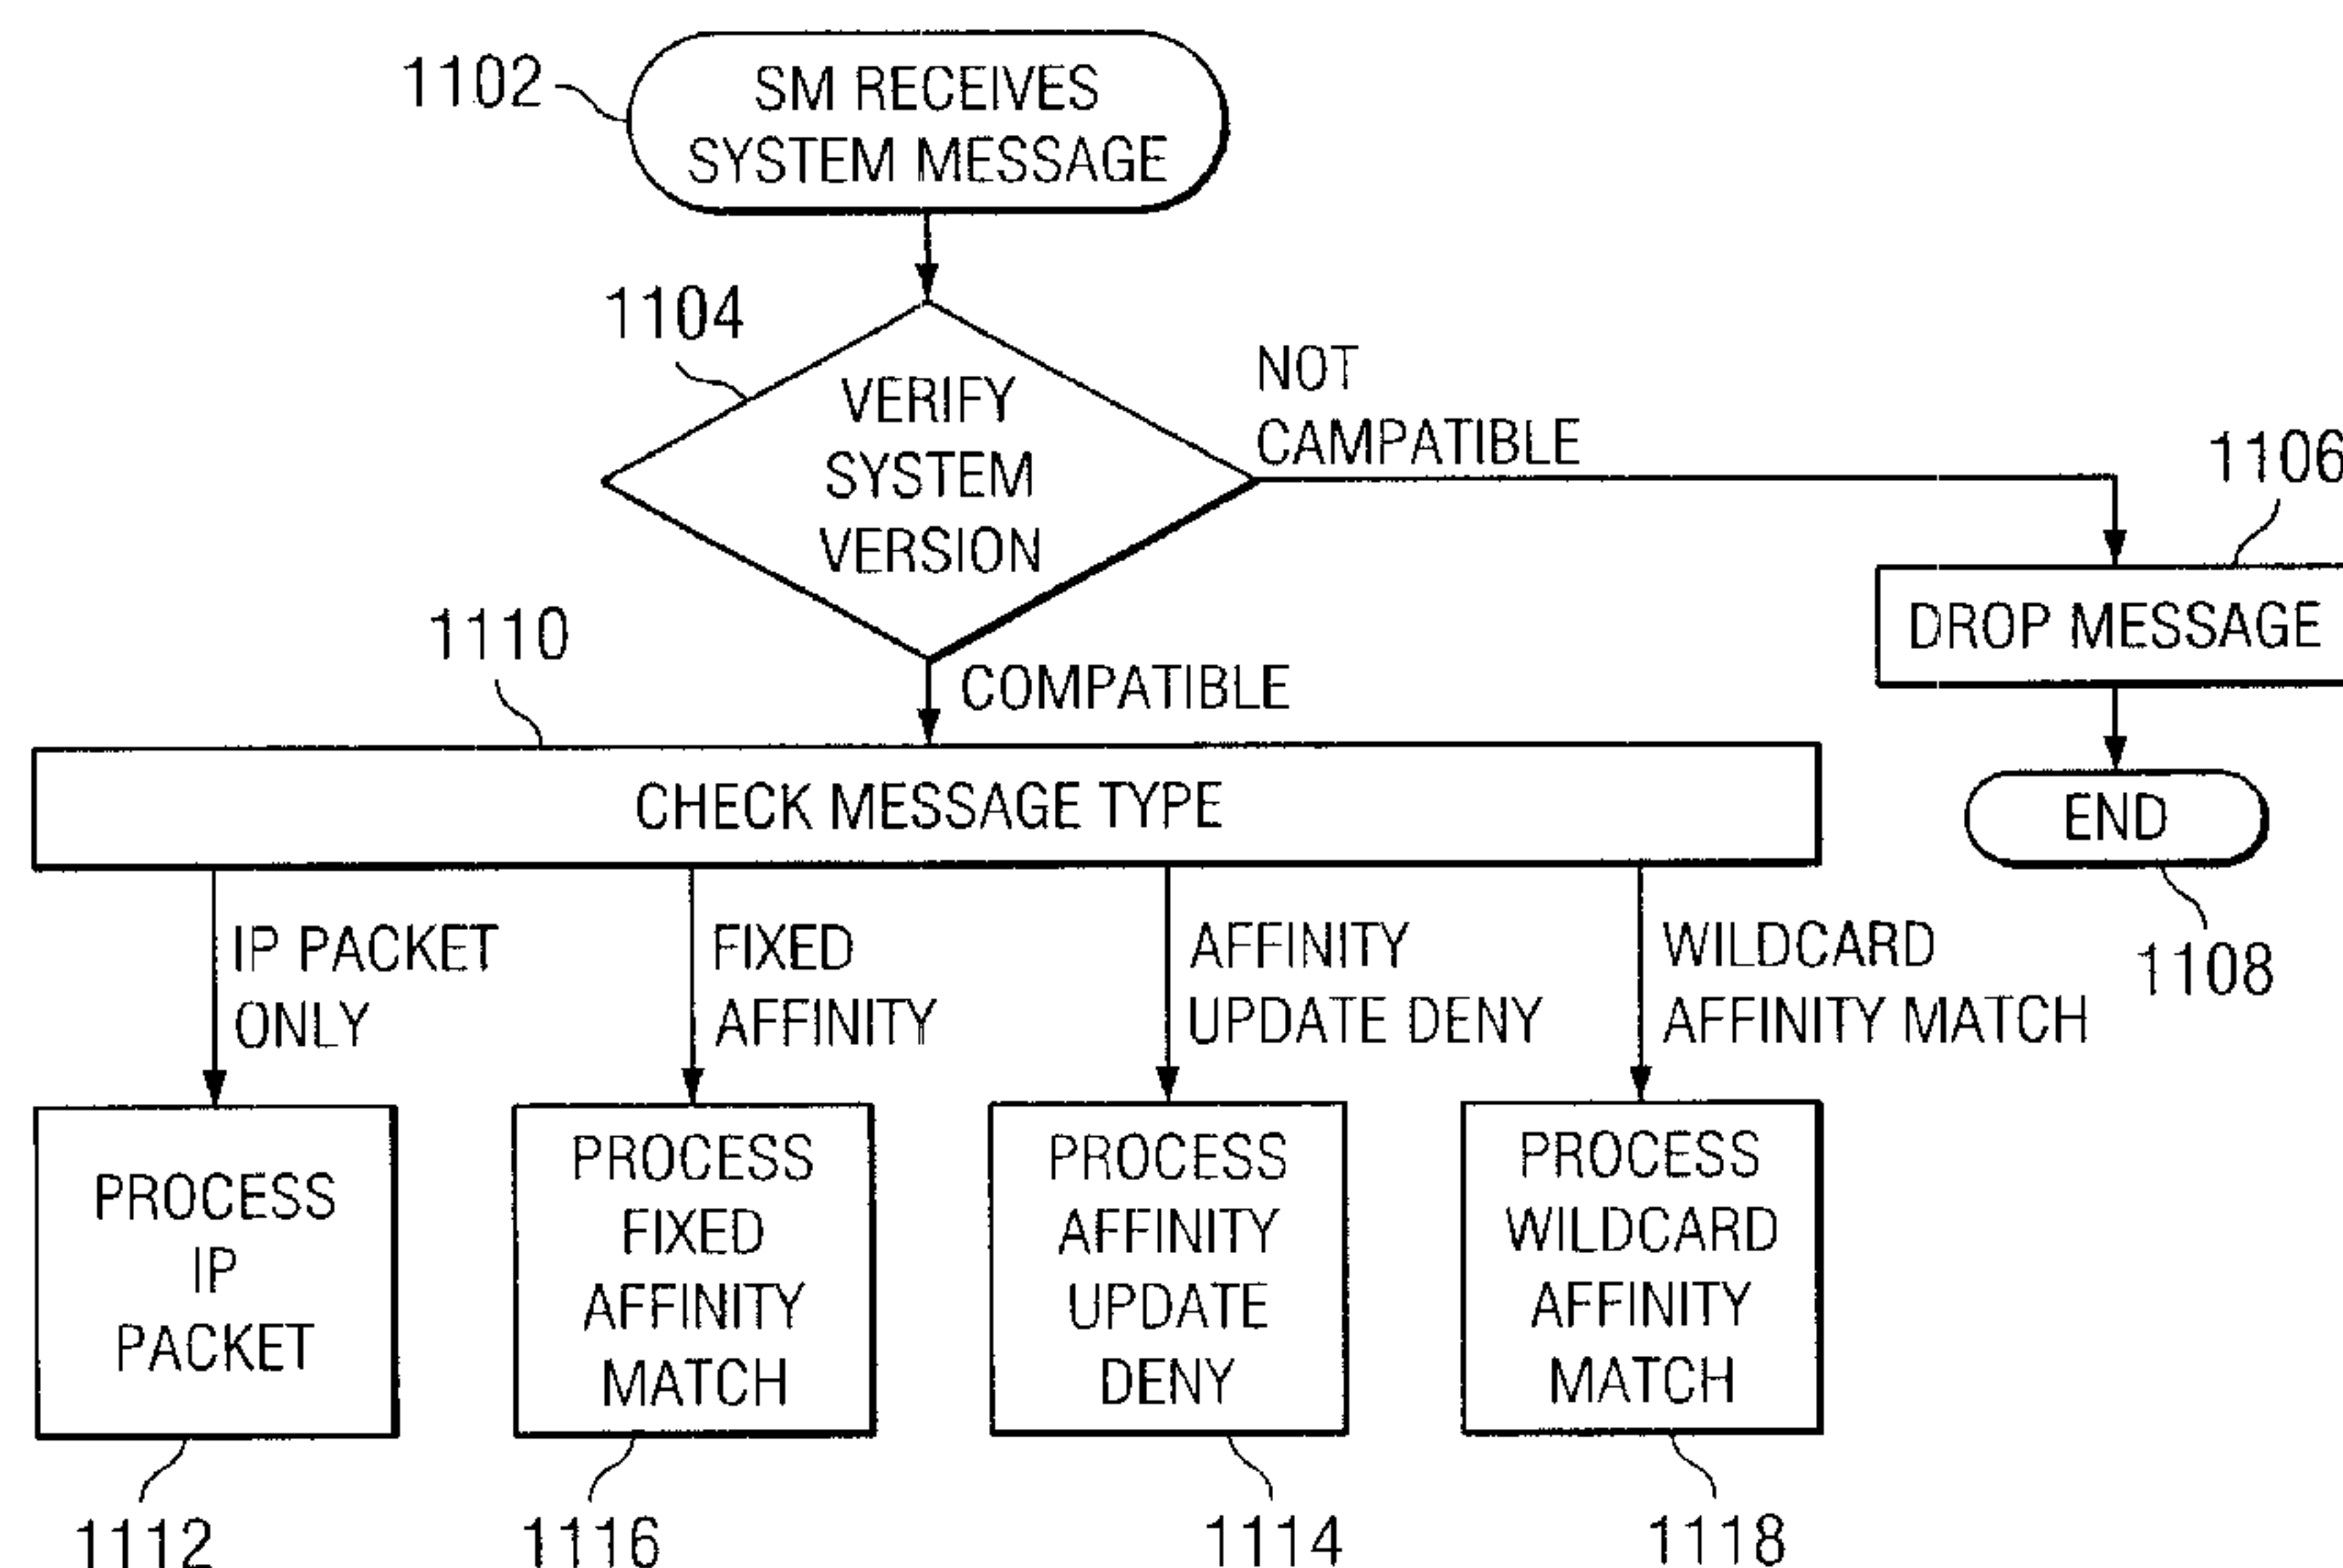 1102
SM RECEIVES
SYSTEM MESSAGE
1104
VERIFY
SYSTEM
VERSION
NOT
CAMPATIBLE
1106
DROP MESSAGE
END
1108
COMPATIBLE
1110
CHECK MESSAGE TYPE
IP PACKET
ONLY
FIXED
AFFINITY
AFFINITY
UPDATE DENY
WILDCARD
AFFINITY MATCH
PROCESS
IP
PACKET
1112
PROCESS
FIXED
AFFINITY
MATCH
1116
PROCESS
AFFINITY
UPDATE
DENY
1114
PROCESS
WILDCARD
AFFINITY
MATCH
1118